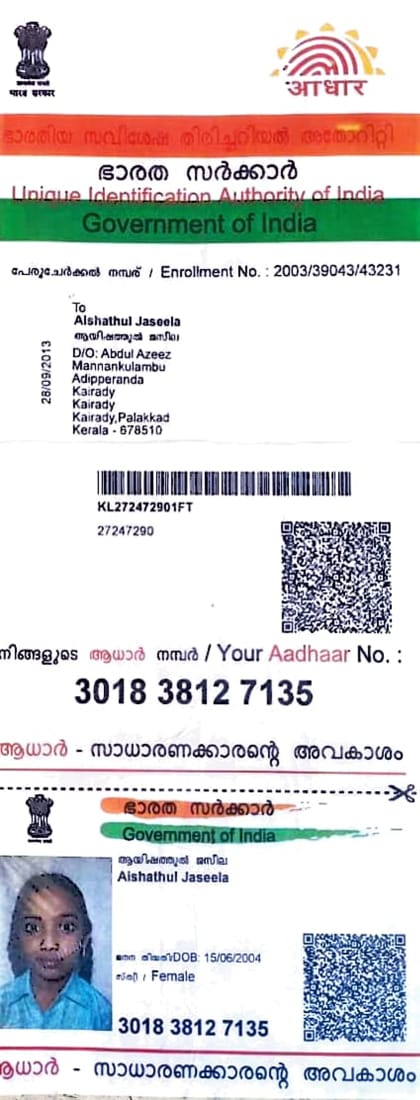 भारत सरकार
आधार
ഭാരതീയ സവിശേഷ തിരിച്ചറിയൽ അതോറിറ്റി
ഭാരത സർക്കാർ
Unique Identification Authority of India
Government of India
പേരുചേർക്കൽ നമ്പര് / Enrollment No. : 2003/39043/43231
28/09/2013
To
Aishathul Jaseela
ആയിഷത്തുൽ ജസീല
D/O: Abdul Azeez
Mannankulambu
Adipperanda
Kairady
Kairady
Kairady,Palakkad
Kerala - 678510
KL272472901FT
27247290
നിങ്ങളുടെ ആധാർ നമ്പർ / Your Aadhaar No. :
3018 3812 7135
ആധാർ - സാധാരണക്കാരന്റെ അവകാശം
ഭാരത സർക്കാർ
Government of India
ആയിഷത്തുൽ ജസീല
Aishathul Jaseela
ജനന തിയതി/DOB: 15/06/2004
സ്ത്രീ / Female
3018 3812 7135
ആധാർ - സാധാരണക്കാരന്റെ അവകാശം